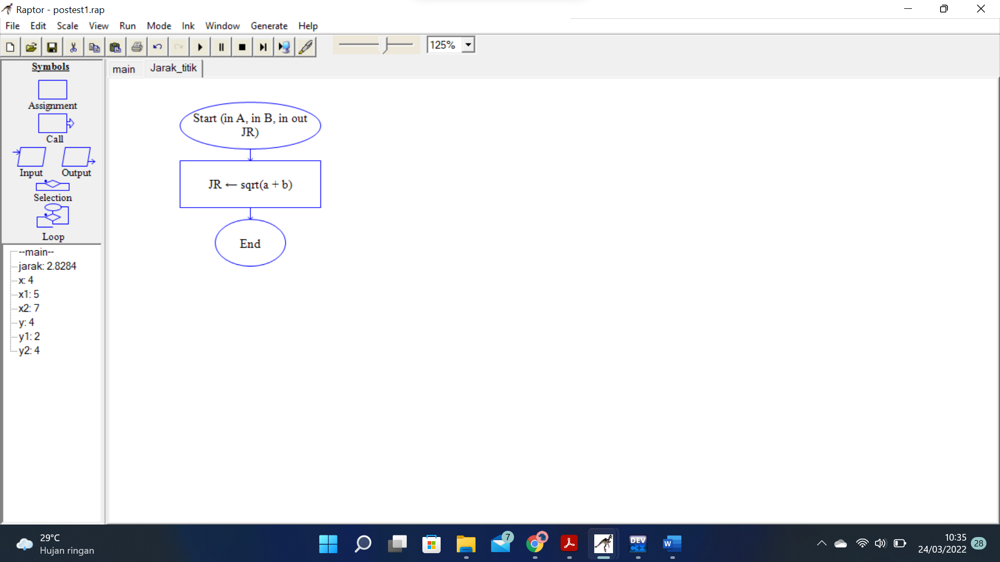 Raptor - postest1.rap
File Edit Scale View Run Mode Ink Window Generate Help
125%
Symbols
Assignment
Call
Input Output
Selection
Loop
main Jarak_titik
Start (in A, in B, in out
JR)
JR ← sqrt(a + b)
End
--main--
jarak: 2.8284
x: 4
x1: 5
x2: 7
y: 4
y1: 2
y2: 4
29°C
Hujan ringan
7
DEV
C++
W
10:35
24/03/2022
28